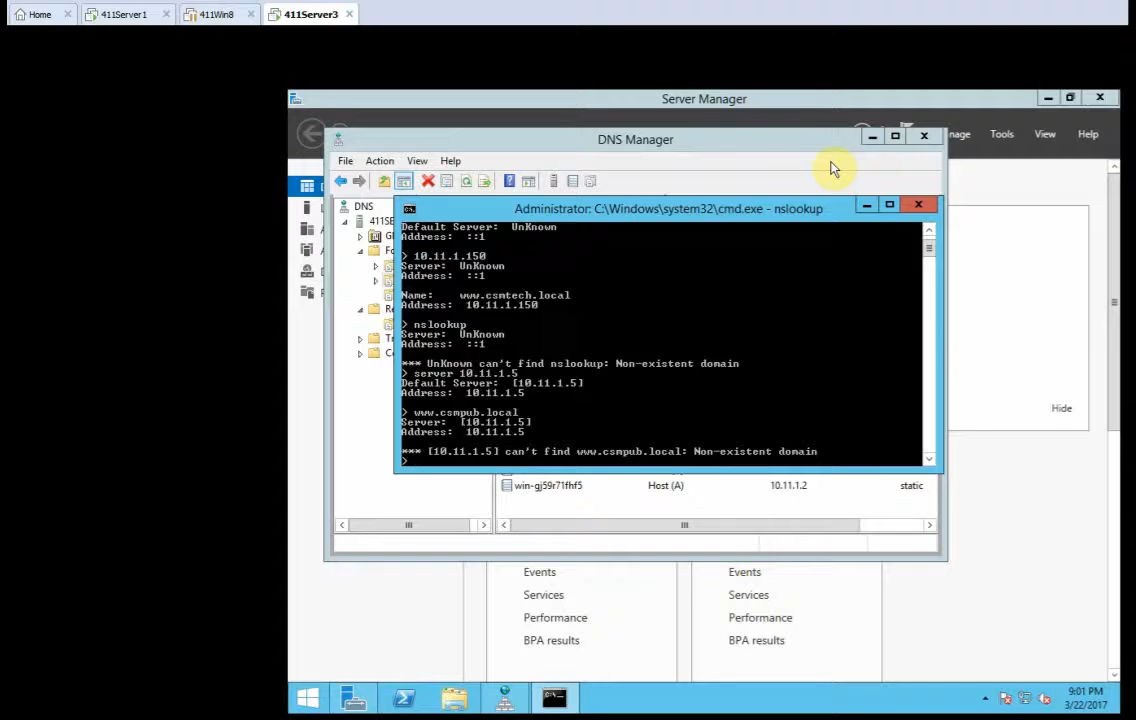 Home
411Server1
411Win8
411Server3
Server Manager
Tools
View
Help
DNS Manager
File
Action
View
Help
DNS
Administrator: C:\Windows\system32\cmd.exe - nslookup
Default Server:  UnKnown
Address:  ::1
> 10.11.1.150
Server:  UnKnown
Address:  ::1
Name:    www.csmtech.local
Address:  10.11.1.150
> nslookup
Server:  UnKnown
Address:  ::1
*** UnKnown can't find nslookup: Non-existent domain
> server 10.11.1.5
Default Server:  [10.11.1.5]
Address:  10.11.1.5
> www.csmpub.local
Server:  [10.11.1.5]
Address:  10.11.1.5
*** [10.11.1.5] can't find www.csmpub.local: Non-existent domain
>
Hide
win-gj59r71fhf5 Host (A) 10.11.1.2 static
Events
Services
Performance
BPA results
Events
Services
Performance
BPA results
9:01 PM
3/22/2017